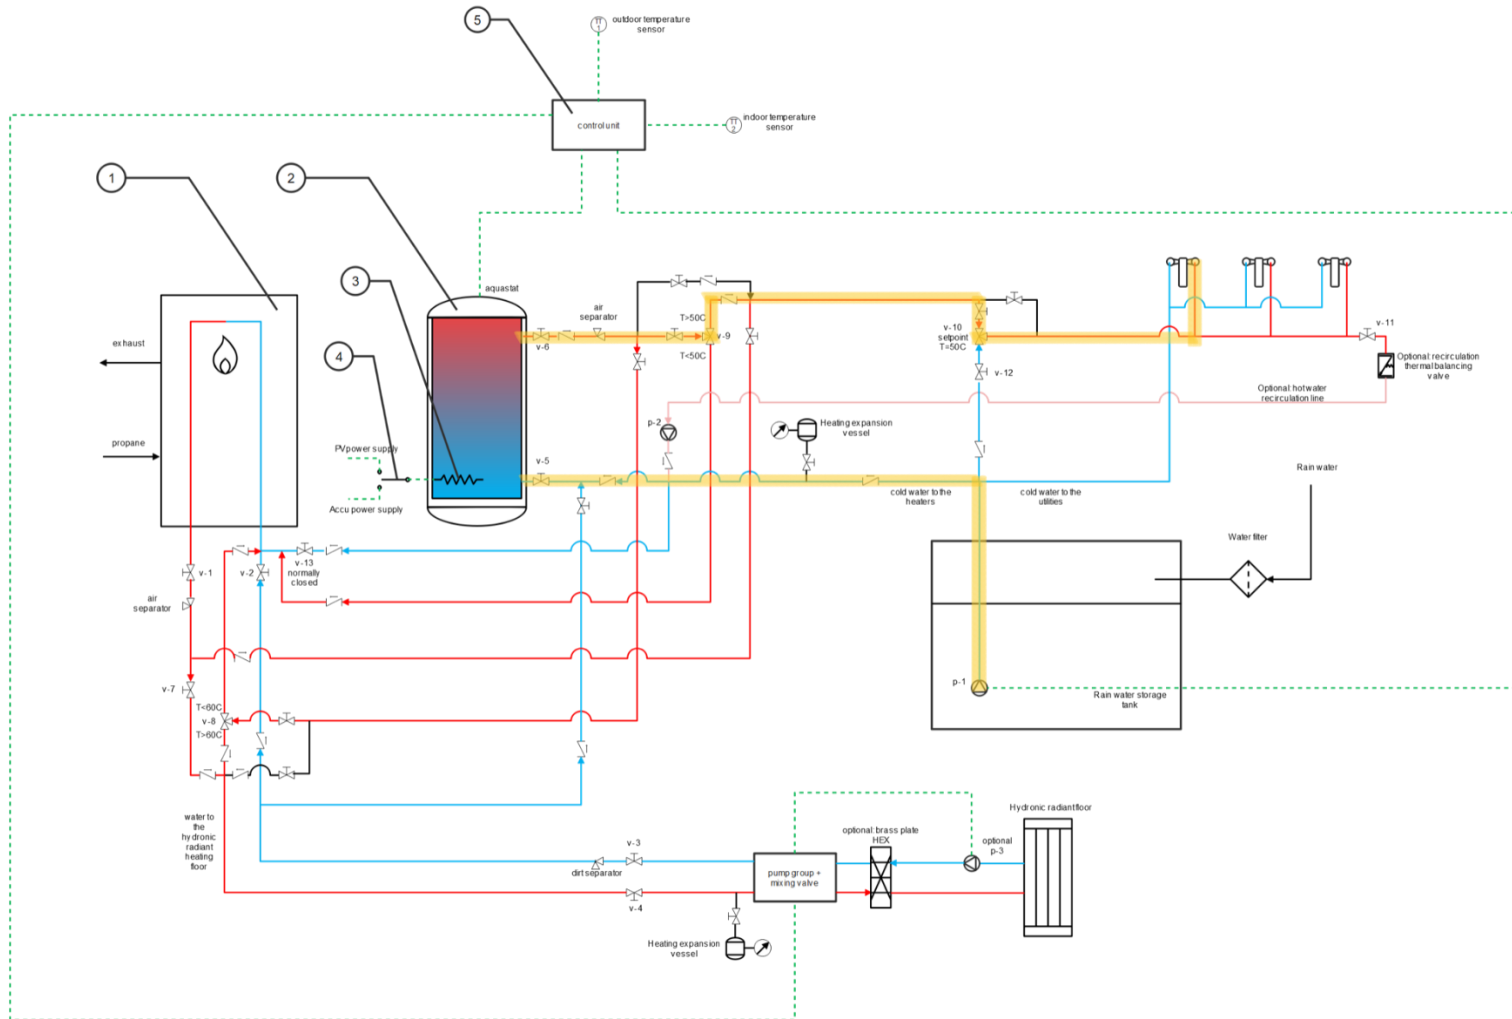 5
TT
1
outdoor temperature
sensor
control unit
TT
2
indoor temperature
sensor
1
2
3
4
aquastat
air
separator
v-6
T>50C
v-9
T<50C
v-10
setpoint
T=50C
v-12
v-11
Optional: recirculation
thermal balancing
valve
Optional: hot water
recirculation line
exhaust
propane
PV power supply
Accu power supply
p-2
Heating expansion
vessel
v-5
cold water to the
heaters
cold water to the
utilities
Rain water
Water filter
v-1
v-2
v-13
normally
closed
air
separator
v-7
T<60C
v-8
T>60C
p-1
Rain water storage
tank
water to
the
hydronic
radiant
heating
floor
v-3
dirt separator
v-4
pump group +
mixing valve
optional: brass plate
HEX
optional
p-3
Hydronic radiant floor
Heating expansion
vessel